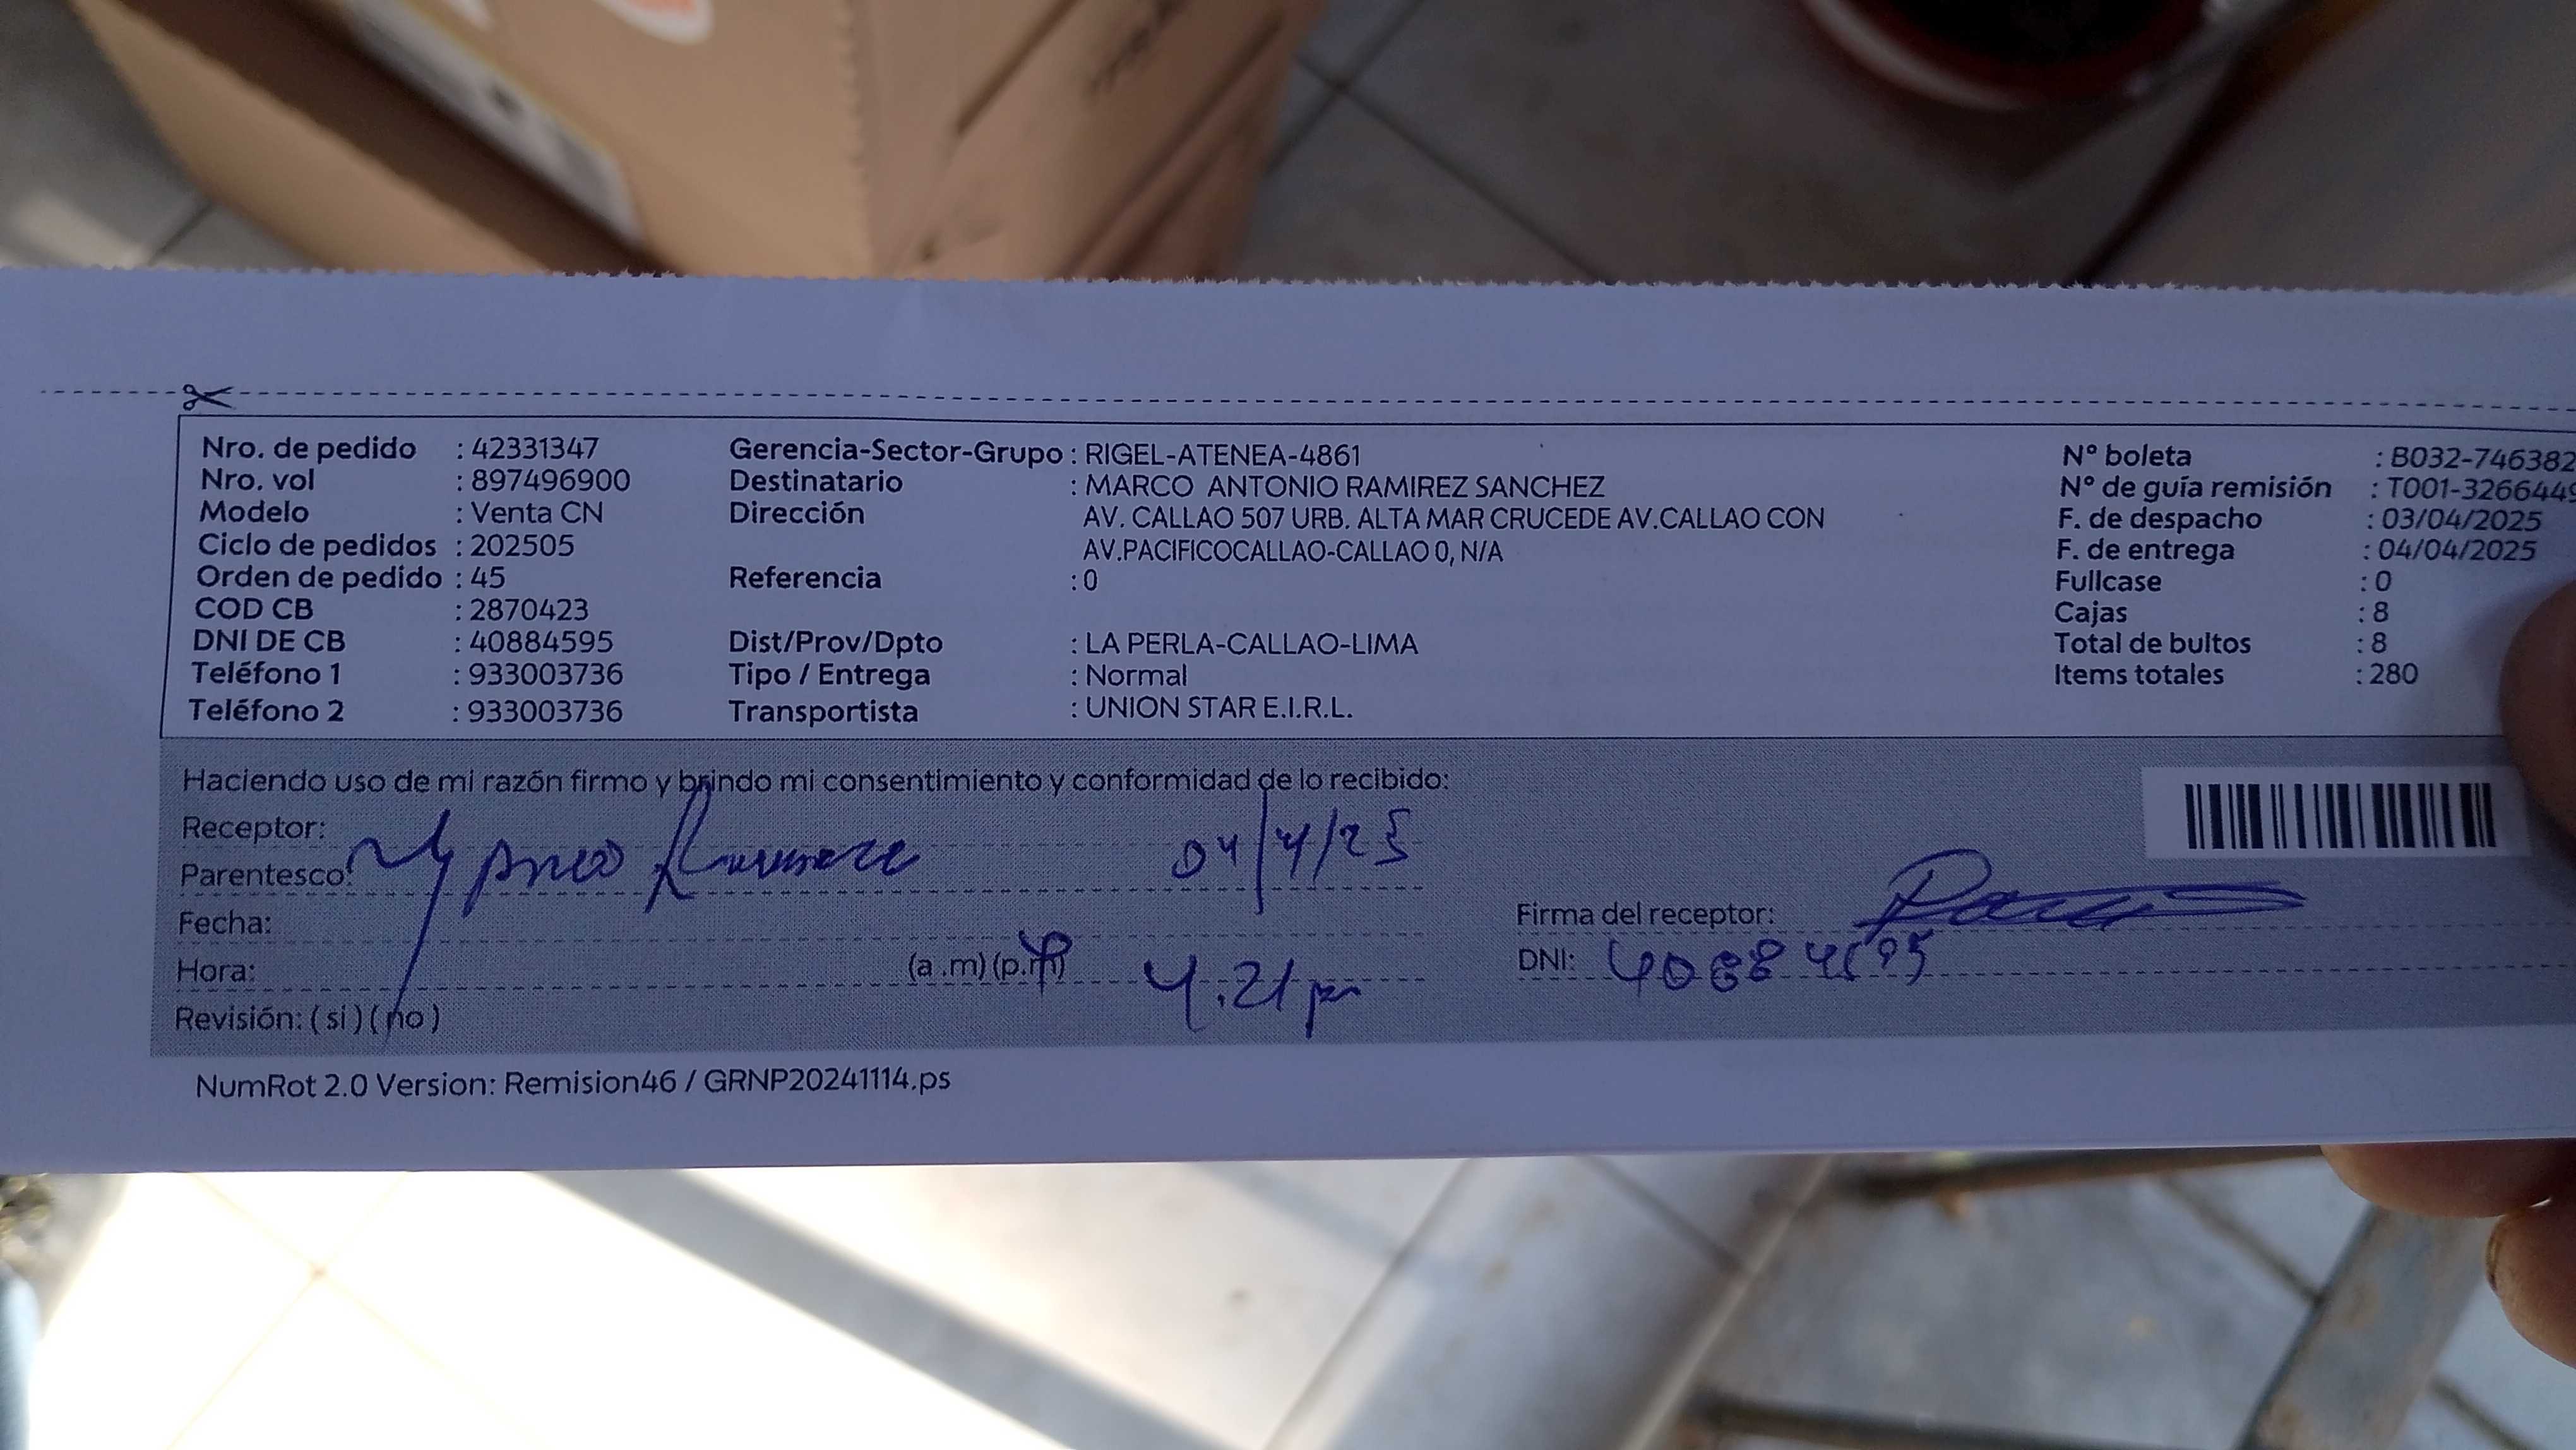 Nro. de pedido : 42331347 Gerencia-Sector-Grupo : RIGEL-ATENEA-4861 N° boleta : B032-746382
Nro. vol : 897496900 Destinatario : MARCO ANTONIO RAMIREZ SANCHEZ N° de guía remisión : T001-3266449
Modelo : Venta CN Dirección AV. CALLAO 507 URB. ALTA MAR CRUCEDE AV.CALLAO CON F. de despacho : 03/04/2025
Ciclo de pedidos : 202505 AV.PACIFICOCALLAO-CALLAO 0, N/A F. de entrega : 04/04/2025
Orden de pedido : 45 Referencia : 0 Fullcase : 0
COD CB : 2870423 Cajas : 8
DNI DE CB : 40884595 Dist/Prov/Dpto : LA PERLA-CALLAO-LIMA Total de bultos : 8
Teléfono 1 : 933003736 Tipo / Entrega : Normal Items totales : 280
Teléfono 2 : 933003736 Transportista : UNION STAR E.I.R.L.
Haciendo uso de mi razón firmo y brindo mi consentimiento y conformidad de lo recibido:
Receptor:
Parentesco: 04/4/25
Fecha: Firma del receptor:
Hora: (a .m) (p.m) 4.21 pm DNI: 40884595
Revisión: ( si ) ( no )
NumRot 2.0 Version: Remision46 / GRNP20241114.ps